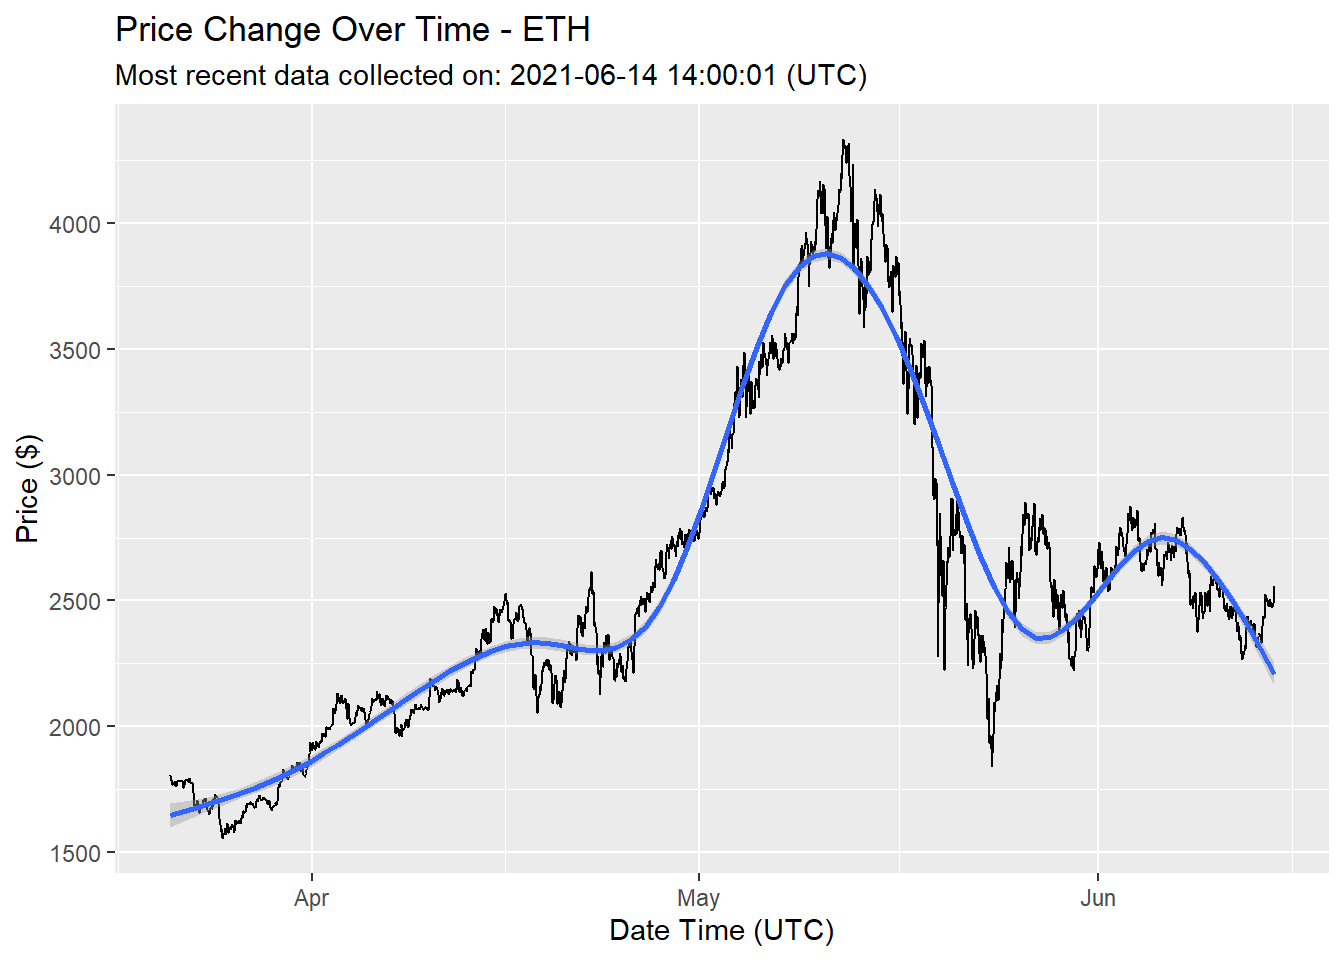 Price Change Over Time - ETH
Most recent data collected on: 2021-06-14 14:00:01 (UTC)
Price ($)
4000
3500
3000
2500
2000
1500
Apr
May
Jun
Date Time (UTC)